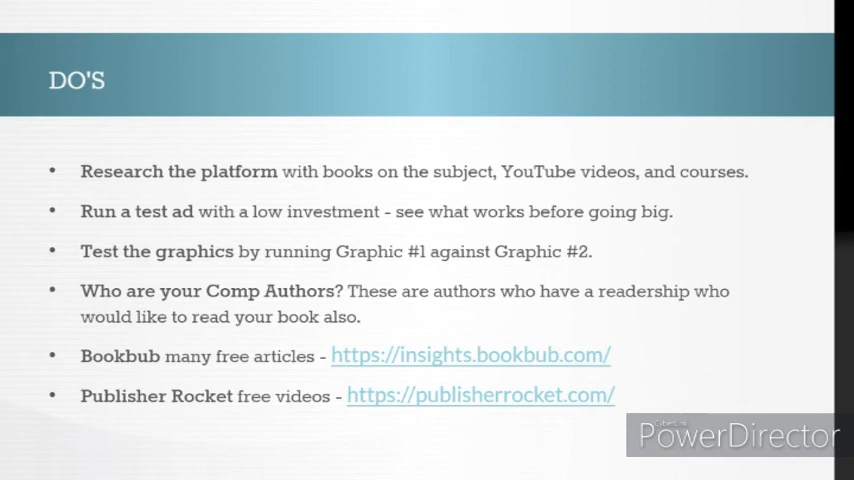 DO'S
• Research the platform with books on the subject, YouTube videos, and courses.
• Run a test ad with a low investment - see what works before going big.
• Test the graphics by running Graphic #1 against Graphic #2.
• Who are your Comp Authors? These are authors who have a readership who
would like to read your book also.
• Bookbub many free articles - https://insights.bookbub.com/
• Publisher Rocket free videos - https://publisherrocket.com/
CyberLink
PowerDirector